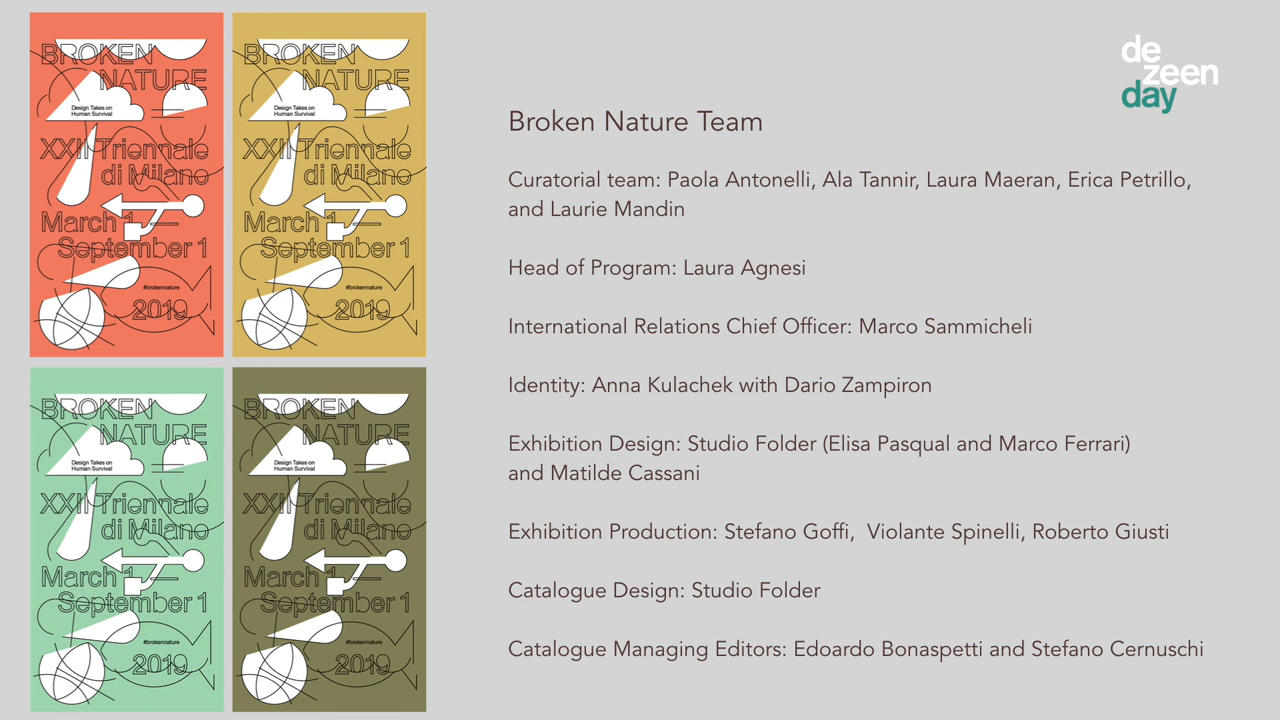 BROKEN
NATURE
Design Takes on
Human Survival
XXII Triennale
di Milano
March 1
September 1
#brokennature
2019
BROKEN
NATURE
Design Takes on
Human Survival
XXII Triennale
di Milano
March 1
September 1
#brokennature
2019
BROKEN
NATURE
Design Takes on
Human Survival
XXII Triennale
di Milano
March 1
September 1
#brokennature
2019
BROKEN
NATURE
Design Takes on
Human Survival
XXII Triennale
di Milano
March 1
September 1
#brokennature
2019
de
zeen
day
Broken Nature Team
Curatorial team: Paola Antonelli, Ala Tannir, Laura Maeran, Erica Petrillo,
and Laurie Mandin
Head of Program: Laura Agnesi
International Relations Chief Officer: Marco Sammicheli
Identity: Anna Kulachek with Dario Zampiron
Exhibition Design: Studio Folder (Elisa Pasqual and Marco Ferrari)
and Matilde Cassani
Exhibition Production: Stefano Goffi,  Violante Spinelli, Roberto Giusti
Catalogue Design: Studio Folder
Catalogue Managing Editors: Edoardo Bonaspetti and Stefano Cernuschi